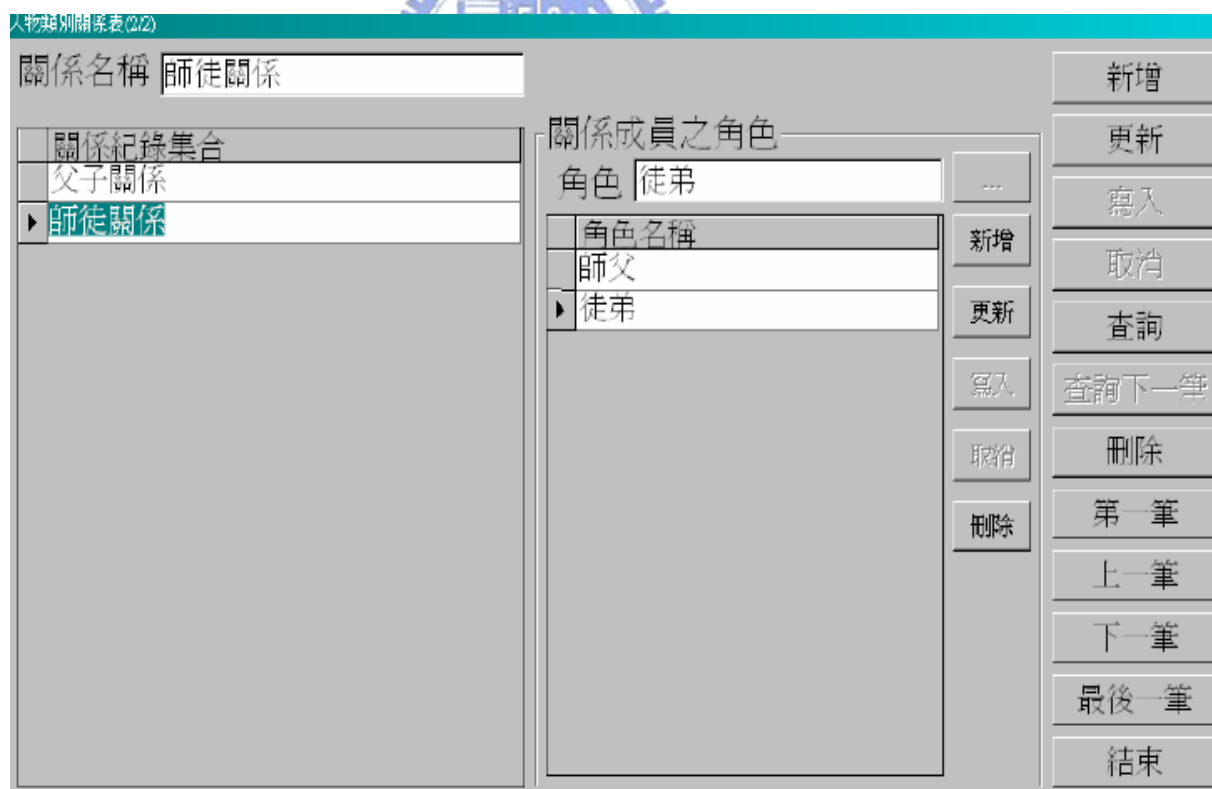 人物類別關係表(2/2)
關係名稱 師徒關係
關係紀錄集合
父子關係
師徒關係
關係成員之角色
角色 徒弟
...
角色名稱
師父
徒弟
新增
更新
寫入
取消
刪除
新增
更新
寫入
取消
查詢
查詢下一筆
刪除
第一筆
上一筆
下一筆
最後一筆
結束